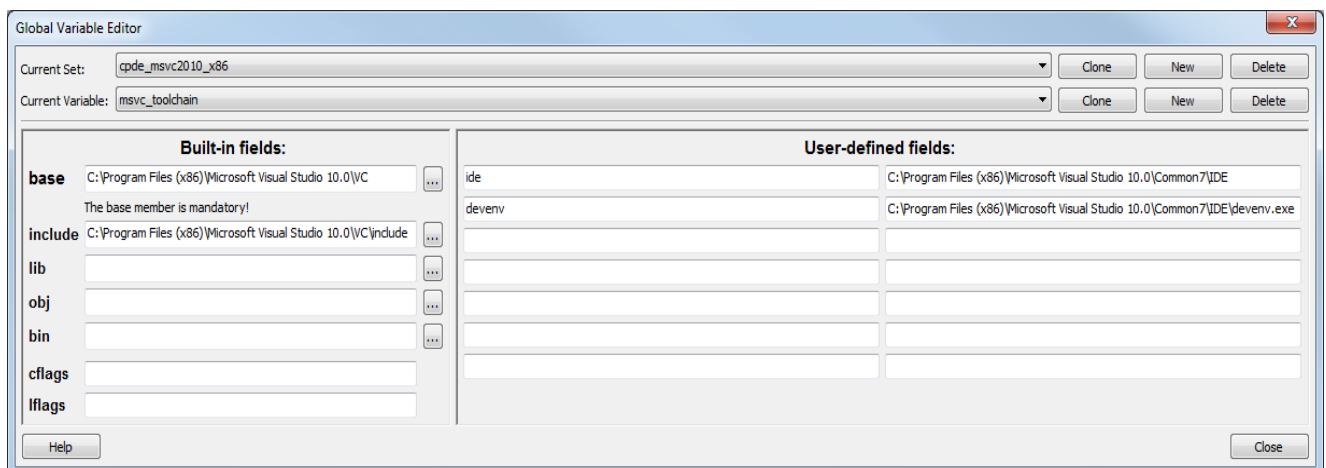 Global Variable Editor
Current Set: cpde_msvc2010_x86 Clone New Delete
Current Variable: msvc_toolchain Clone New Delete
Built-in fields: User-defined fields:
base C:\Program Files (x86)\Microsoft Visual Studio 10.0\VC ... ide C:\Program Files (x86)\Microsoft Visual Studio 10.0\Common7\IDE
The base member is mandatory! devenv C:\Program Files (x86)\Microsoft Visual Studio 10.0\Common7\IDE\devenv.exe
include C:\Program Files (x86)\Microsoft Visual Studio 10.0\VC\include ...
lib ...
obj ...
bin ...
cflags
lflags
Help Close